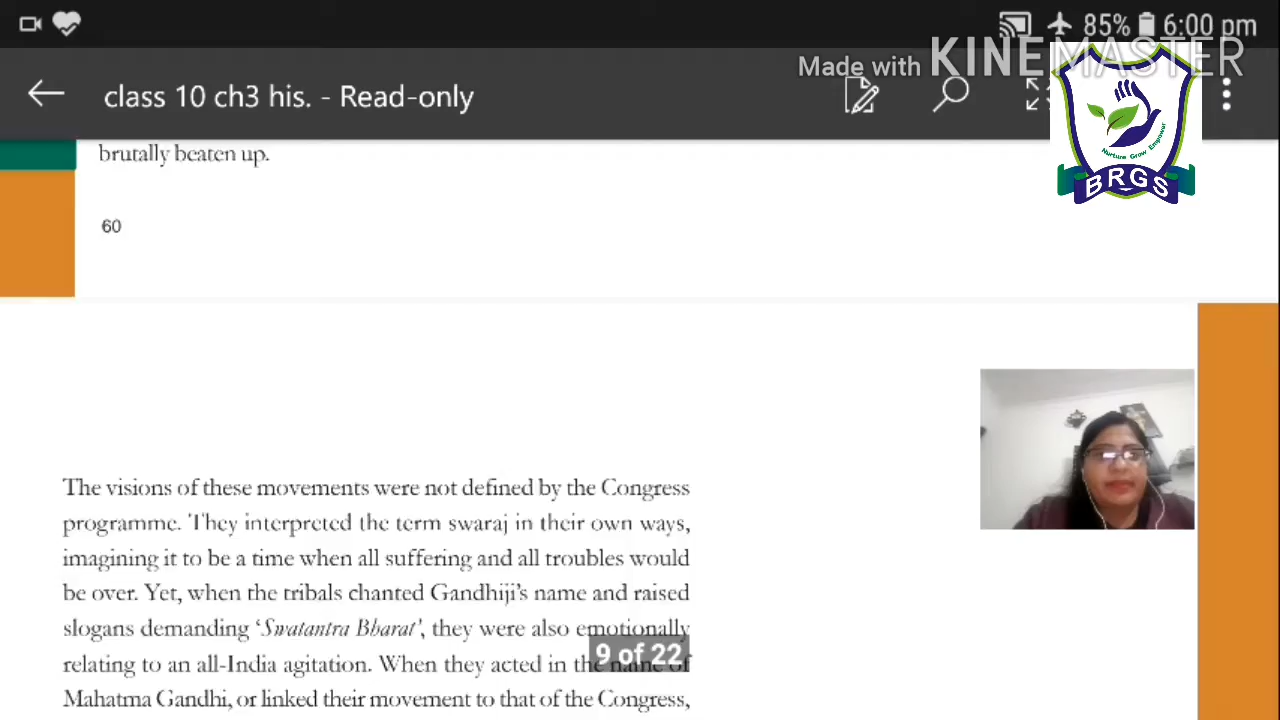 85% 6:00 pm
Made with KINEMASTER
class 10 ch3 his. - Read-only
Nurture Grow Empower
BRGS
brutally beaten up.
60
The visions of these movements were not defined by the Congress
programme. They interpreted the term swaraj in their own ways,
imagining it to be a time when all suffering and all troubles would
be over. Yet, when the tribals chanted Gandhiji's name and raised
slogans demanding 'Swatantra Bharat', they were also emotionally
relating to an all-India agitation. When they acted in the name of
9 of 22
Mahatma Gandhi, or linked their movement to that of the Congress,